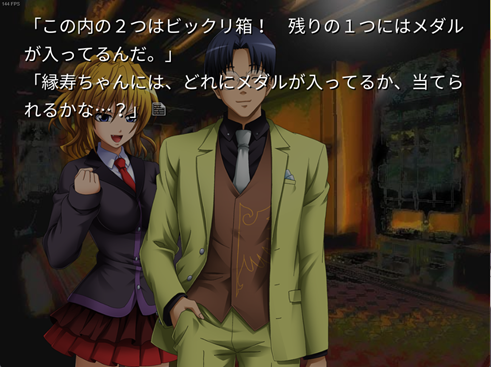 144 FPS
「この内の２つはビックリ箱！　残りの１つにはメダル
が入ってるんだ。」
「縁寿ちゃんには、どれにメダルが入ってるか、当てら
れるかな…？」